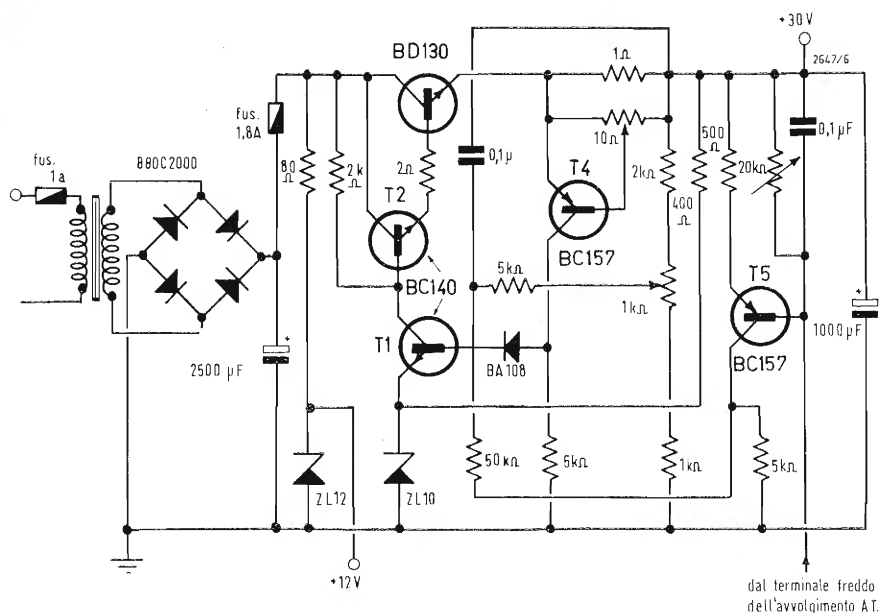 +30V
2647/6
BD130
1Ω
fus.
1,8A
fus.
1a
B80C2000
80
Ω
2k
Ω
2Ω
0,1µ
10Ω
T4
2kΩ
500
Ω
20kΩ
0,1µF
T2
400
Ω
BC157
T5
5kΩ
BC140
1kΩ
+
2500 µF
T1
BA108
BC157
+
1000µF
50kΩ
5kΩ
1kΩ
5kΩ
ZL12
ZL10
+12V
dal terminale freddo
dell'avvolgimento A.T.